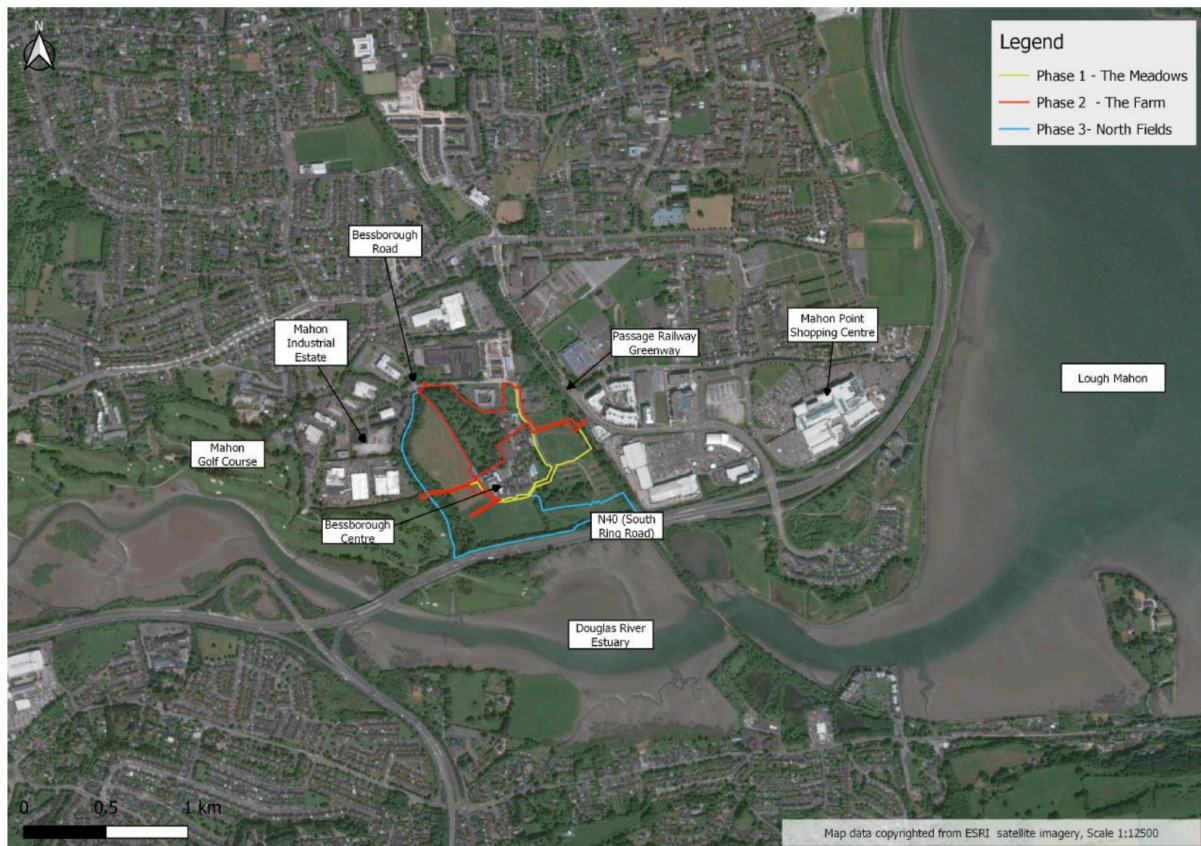 N
Legend
Phase 1 - The Meadows
Phase 2 - The Farm
Phase 3- North Fields
Bessborough
Road
Mahon
Industrial
Estate
Passage Railway
Greenway
Mahon Point
Shopping Centre
Lough Mahon
Mahon
Golf Course
Bessborough
Centre
N40 (South
Ring Road)
Douglas River
Estuary
0 0.5 1 km
Map data copyrighted from ESRI satellite imagery, Scale 1:12500